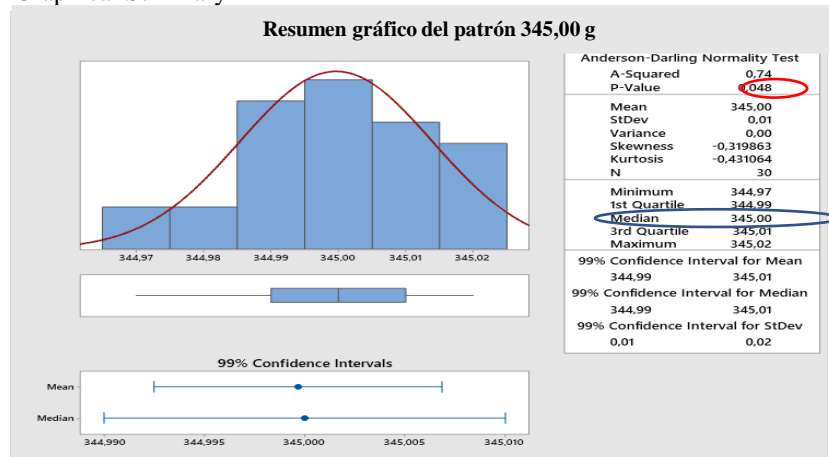 Resumen gráfico del patrón 345,00 g
Anderson-Darling Normality Test
A-Squared 0,74
P-Value 0,048
Mean 345,00
StDev 0,01
Variance 0,00
Skewness -0,319863
Kurtosis -0,431064
N 30
Minimum 344,97
1st Quartile 344,99
Median 345,00
3rd Quartile 345,01
Maximum 345,02
99% Confidence Interval for Mean
344,99 345,01
99% Confidence Interval for Median
344,99 345,01
99% Confidence Interval for StDev
0,01 0,02
344,97 344,98 344,99 345,00 345,01 345,02
99% Confidence Intervals
Mean
Median
344,990 344,995 345,000 345,005 345,010